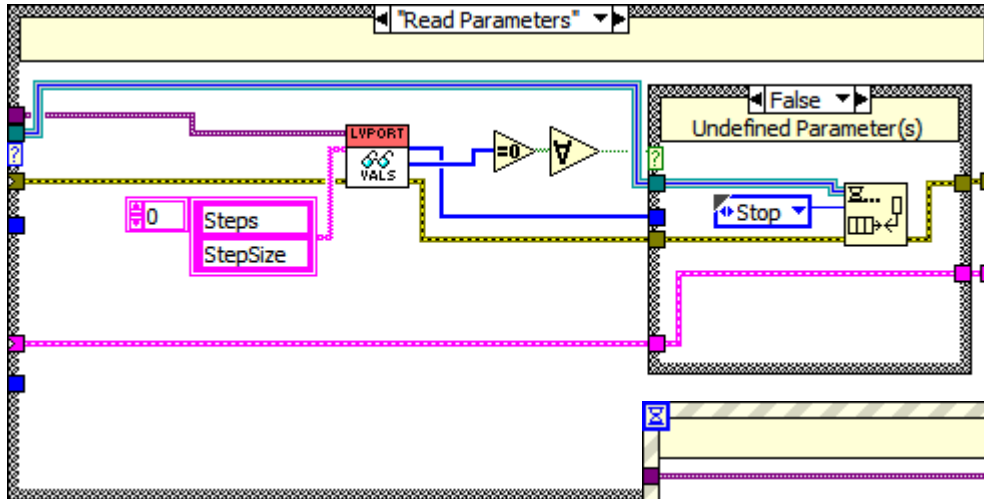 "Read Parameters"
False
Undefined Parameter(s)
LVPORT
VALS
=0
∀
?
?
Stop
0
Steps
StepSize